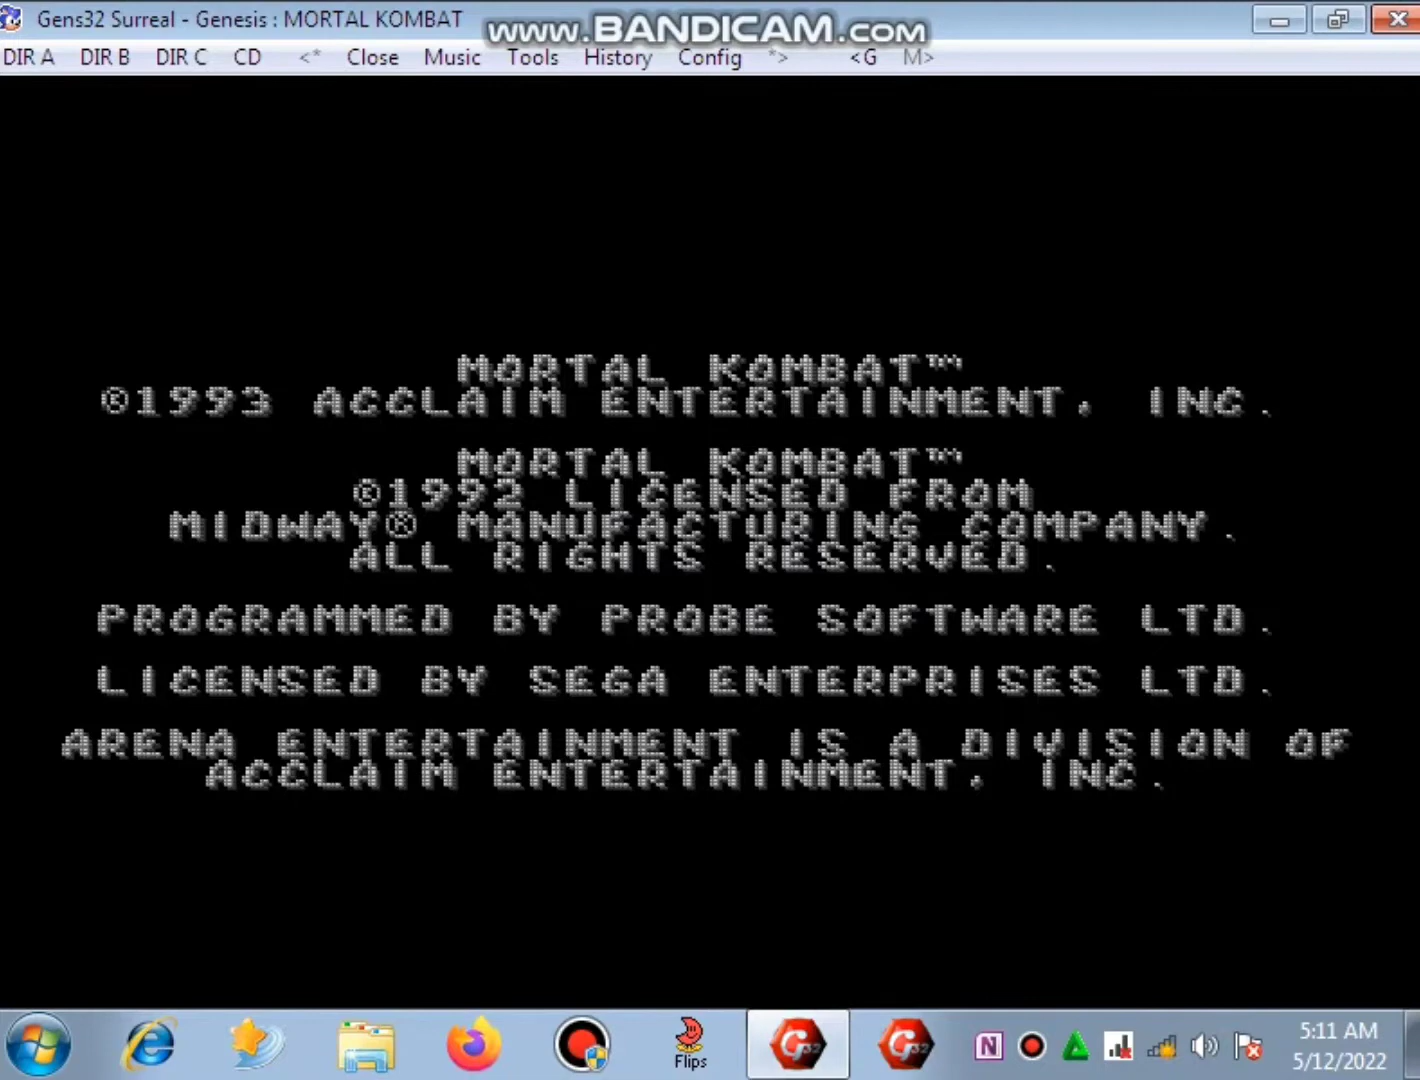 Gens32 Surreal - Genesis : MORTAL KOMBAT
www.BANDICAM.com
DIR A DIR B DIR C CD <* Close Music Tools History Config *> <G M>
MORTAL KOMBAT™
©1993 ACCLAIM ENTERTAINMENT, INC.
MORTAL KOMBAT™
©1992 LICENSED FROM
MIDWAY® MANUFACTURING COMPANY.
ALL RIGHTS RESERVED.
PROGRAMMED BY PROBE SOFTWARE LTD.
LICENSED BY SEGA ENTERPRISES LTD.
ARENA ENTERTAINMENT IS A DIVISION OF
ACCLAIM ENTERTAINMENT, INC.
Flips
G32
G32
N
5:11 AM
5/12/2022